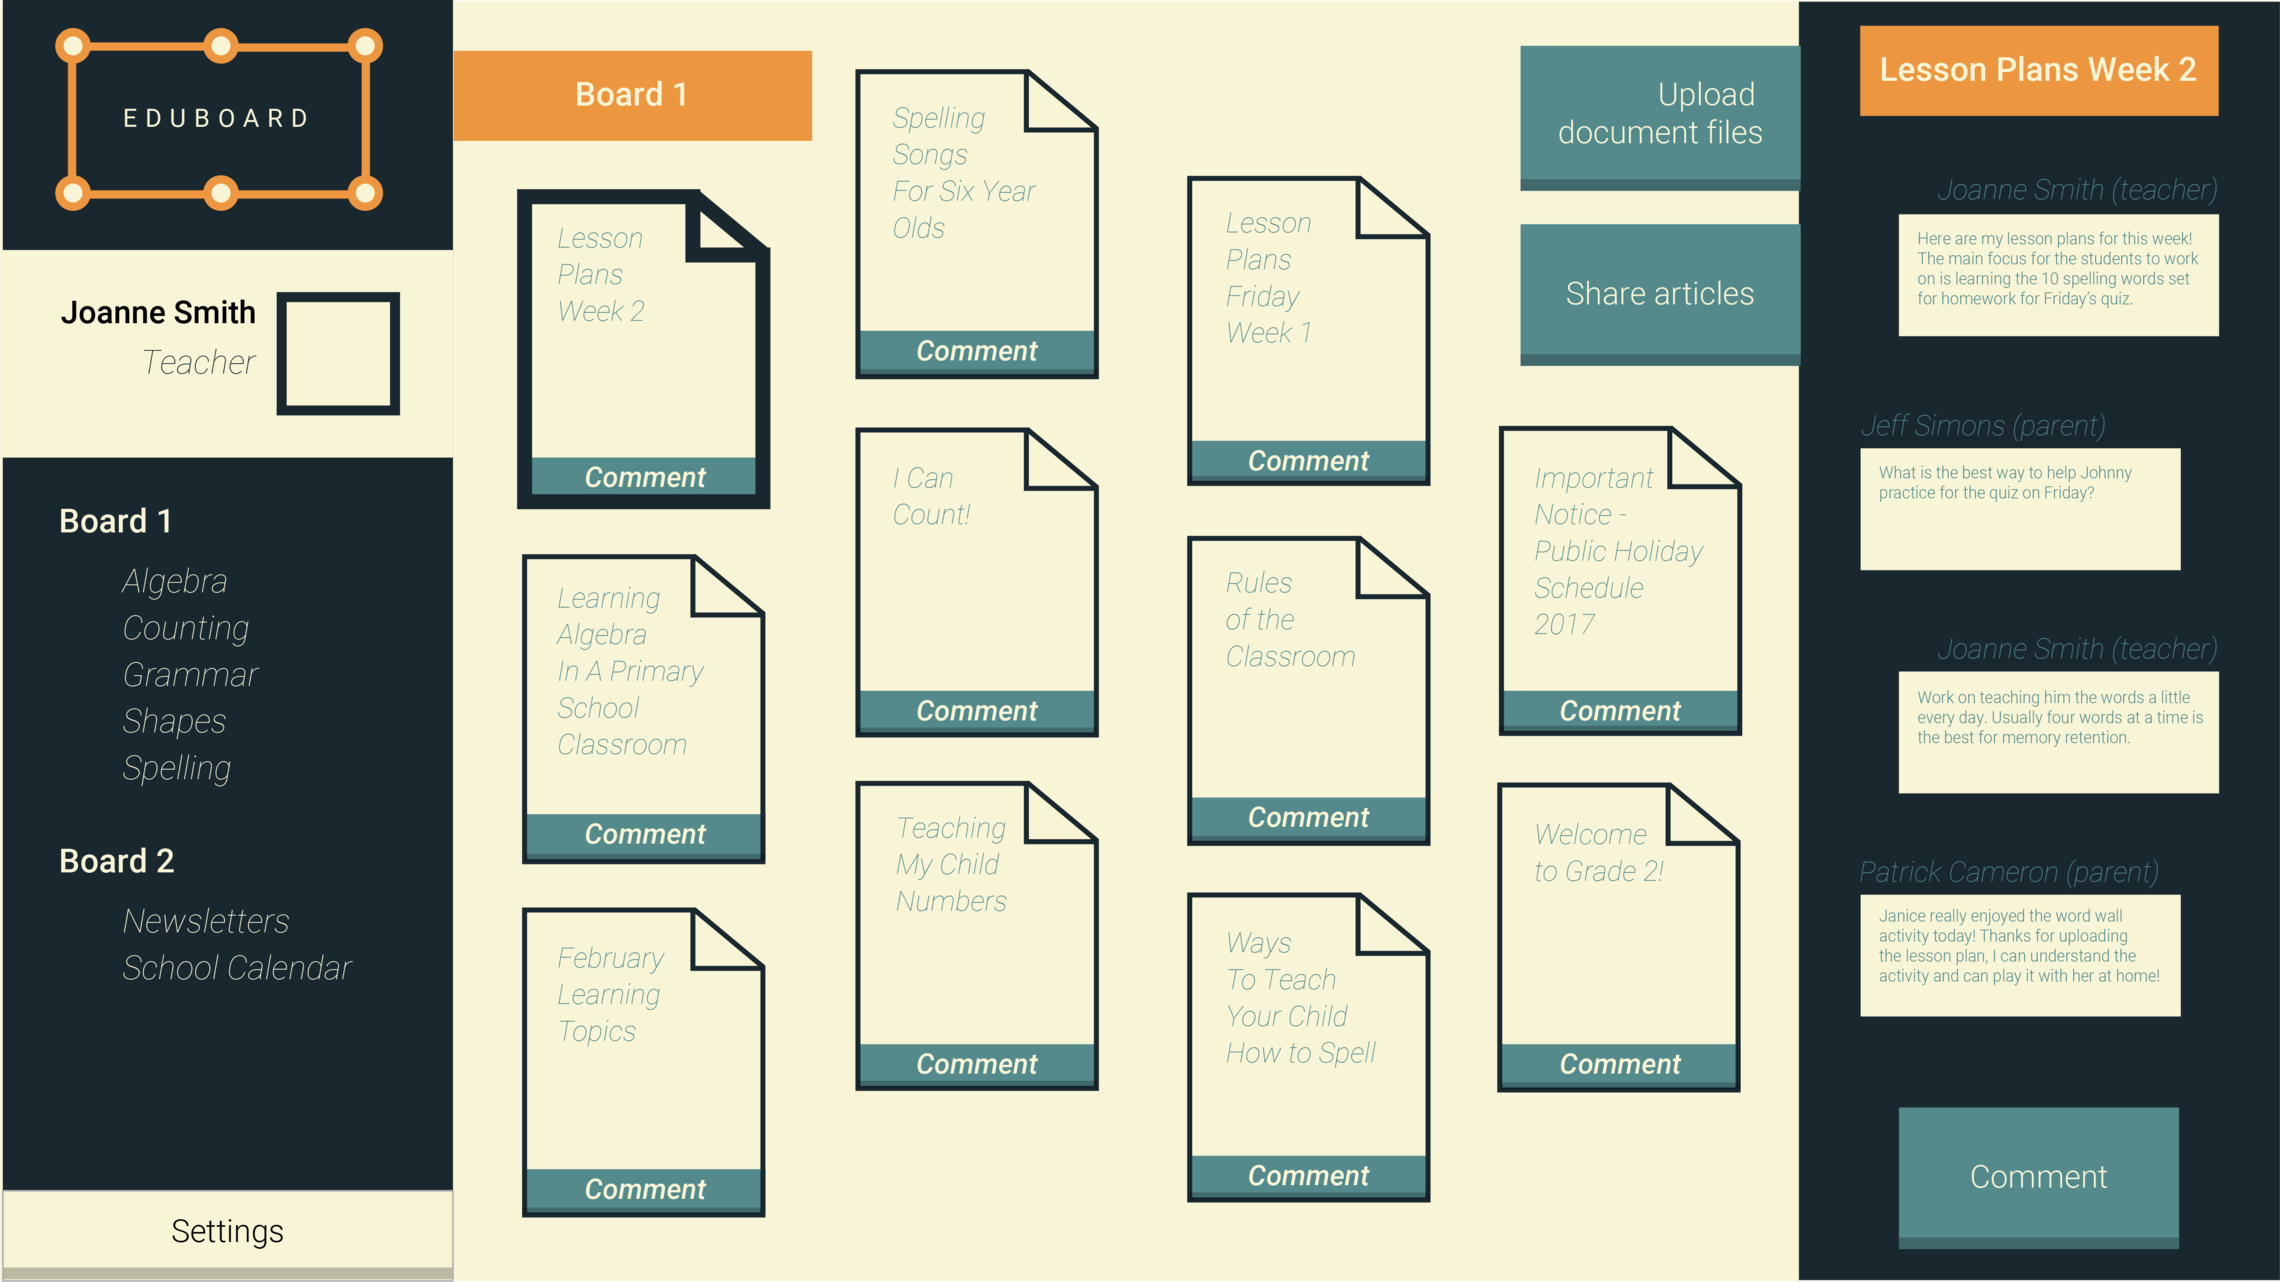 EDUBOARD
Joanne Smith
Teacher
Board 1
Algebra
Counting
Grammar
Shapes
Spelling
Board 2
Newsletters
School Calendar
Settings
Board 1
Lesson
Plans
Week 2
Comment
Learning
Algebra
In A Primary
School
Classroom
Comment
February
Learning
Topics
Comment
Spelling
Songs
For Six Year
Olds
Comment
I Can
Count!
Comment
Teaching
My Child
Numbers
Comment
Lesson
Plans
Friday
Week 1
Comment
Rules
of the
Classroom
Comment
Ways
To Teach
Your Child
How to Spell
Comment
Upload
document files
Share articles
Important
Notice -
Public Holiday
Schedule
2017
Comment
Welcome
to Grade 2!
Comment
Lesson Plans Week 2
Joanne Smith (teacher)
Here are my lesson plans for this week!
The main focus for the students to work
on is learning the 10 spelling words set
for homework for Friday's quiz.
Jeff Simons (parent)
What is the best way to help Johnny
practice for the quiz on Friday?
Joanne Smith (teacher)
Work on teaching him the words a little
every day. Usually four words at a time is
the best for memory retention.
Patrick Cameron (parent)
Janice really enjoyed the word wall
activity today! Thanks for uploading
the lesson plan, I can understand the
activity and can play it with her at home!
Comment